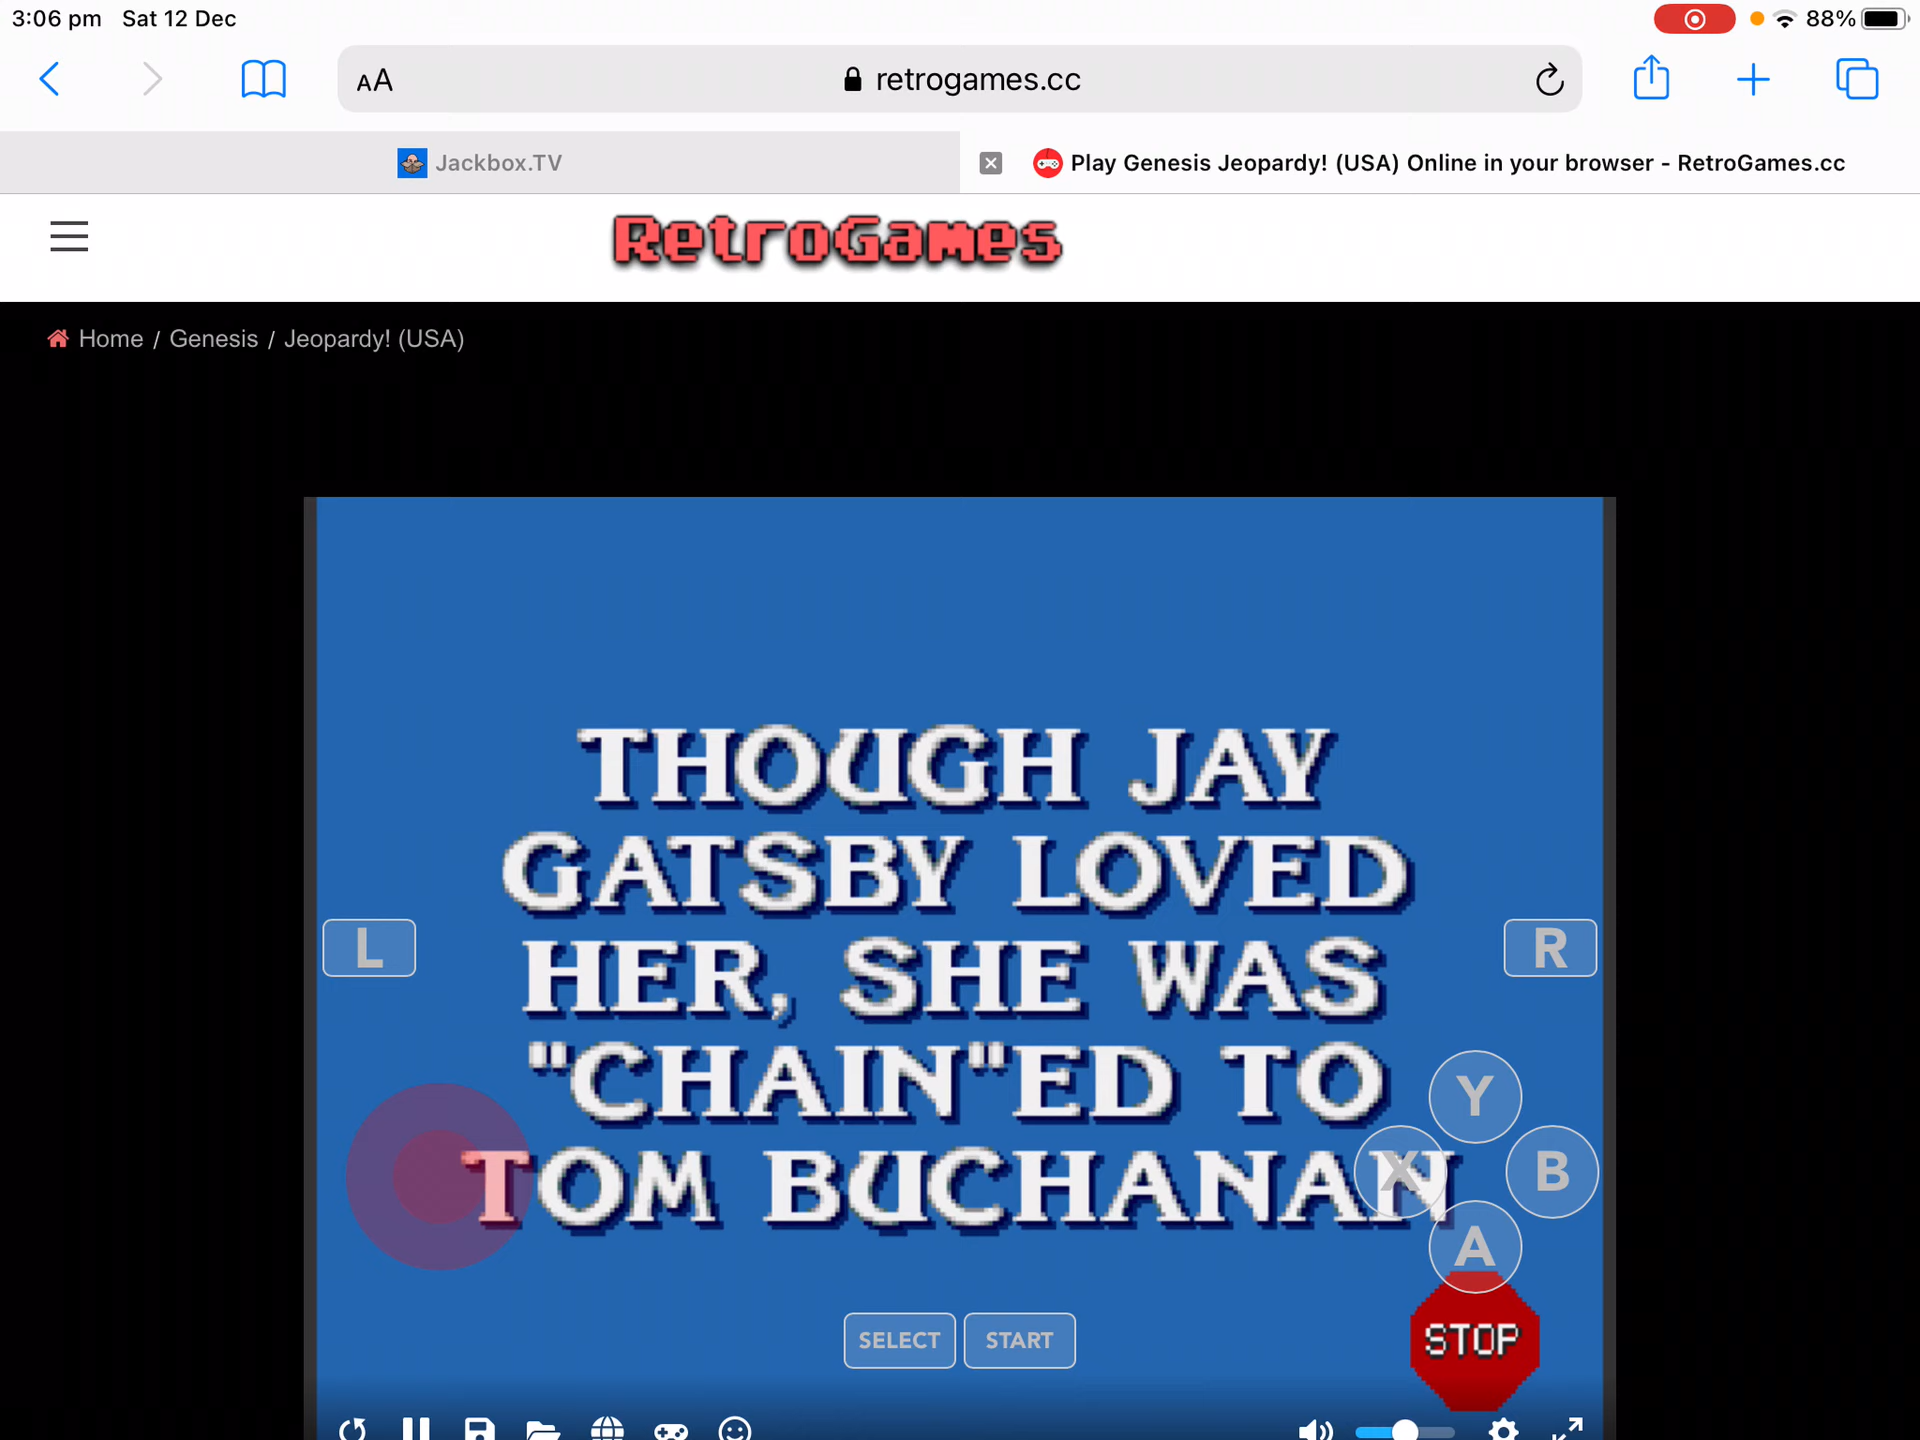 3:06 pm Sat 12 Dec 88%
AA retrogames.cc
Jackbox.TV
Play Genesis Jeopardy! (USA) Online in your browser - RetroGames.cc
RetroGames
Home / Genesis / Jeopardy! (USA)
THOUGH JAY
GATSBY LOVED
HER, SHE WAS
"CHAIN"ED TO
TOM BUCHANAN
L
R
Y
X
B
A
SELECT START
STOP